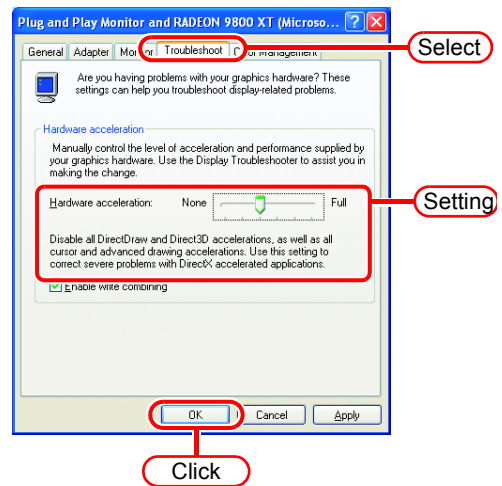 Plug and Play Monitor and RADEON 9800 XT (Microso...
General Adapter Monitor Troubleshoot Color Management
Select
Are you having problems with your graphics hardware? These
settings can help you troubleshoot display-related problems.
Hardware acceleration
Manually control the level of acceleration and performance supplied by
your graphics hardware. Use the Display Troubleshooter to assist you in
making the change.
Hardware acceleration: None Full
Setting
Disable all DirectDraw and Direct3D accelerations, as well as all
cursor and advanced drawing accelerations. Use this setting to
correct severe problems with DirectX accelerated applications.
Enable write combining
OK Cancel Apply
Click